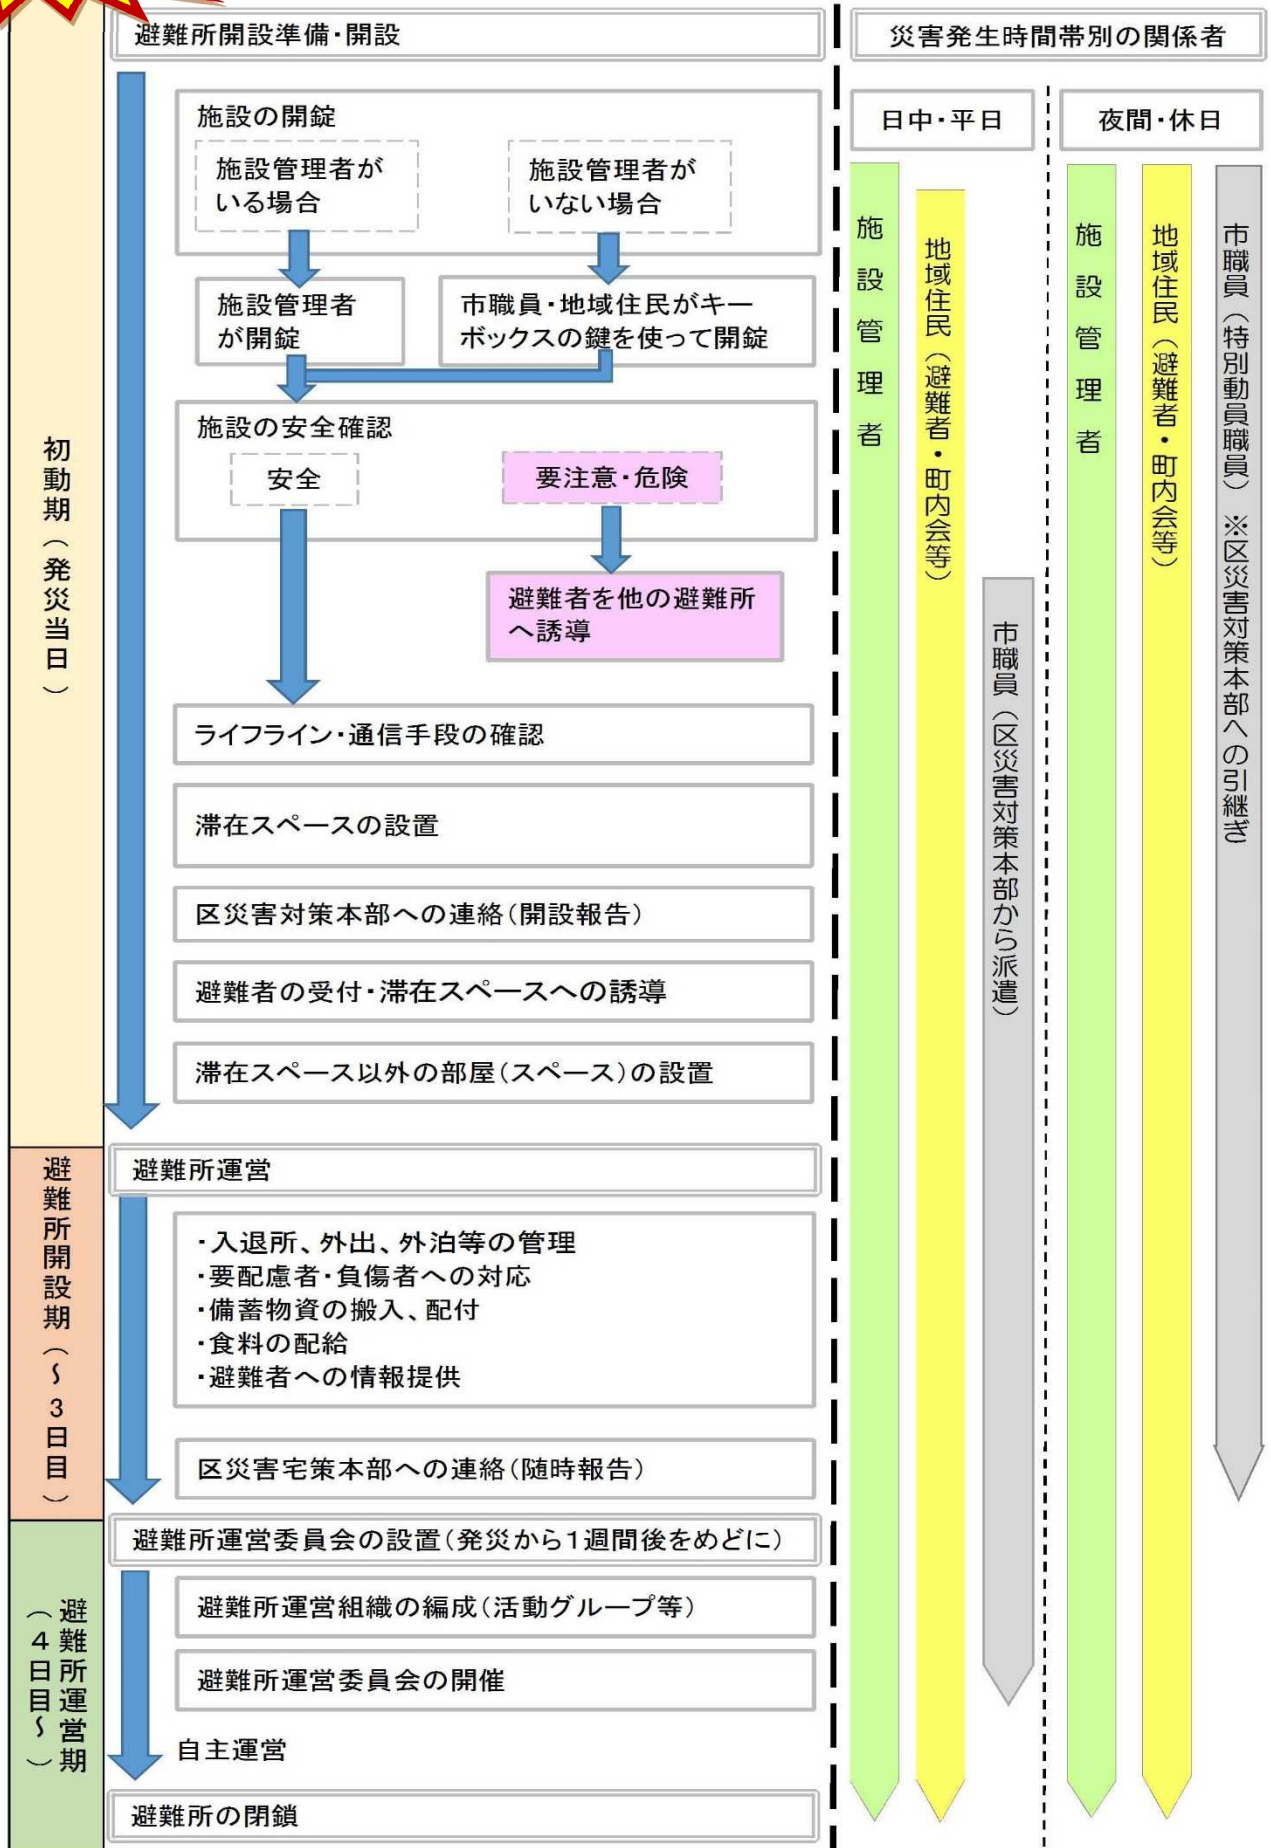 避難所開設準備・開設
施設の開錠
施設管理者が
いる場合
施設管理者が
いない場合
施設管理者
が開錠
市職員・地域住民がキー
ボックスの鍵を使って開錠
施設の安全確認
安全
要注意・危険
避難者を他の避難所
へ誘導
ライフライン・通信手段の確認
滞在スペースの設置
区災害対策本部への連絡(開設報告)
避難者の受付・滞在スペースへの誘導
滞在スペース以外の部屋(スペース)の設置
初動期(発災当日)
避難所運営
・入退所、外出、外泊等の管理
・要配慮者・負傷者への対応
・備蓄物資の搬入、配付
・食料の配給
・避難者への情報提供
区災害宅策本部への連絡(随時報告)
避難所開設期(~3日目)
避難所運営委員会の設置(発災から1週間後をめどに)
避難所運営組織の編成(活動グループ等)
避難所運営委員会の開催
自主運営
避難所の閉鎖
避難所運営期
(4日目~)
災害発生時間帯別の関係者
日中・平日
施設管理者
地域住民(避難者・町内会等)
市職員(区災害対策本部から派遣)
夜間・休日
施設管理者
地域住民(避難者・町内会等)
市職員(特別動員職員)※区災害対策本部への引継ぎ